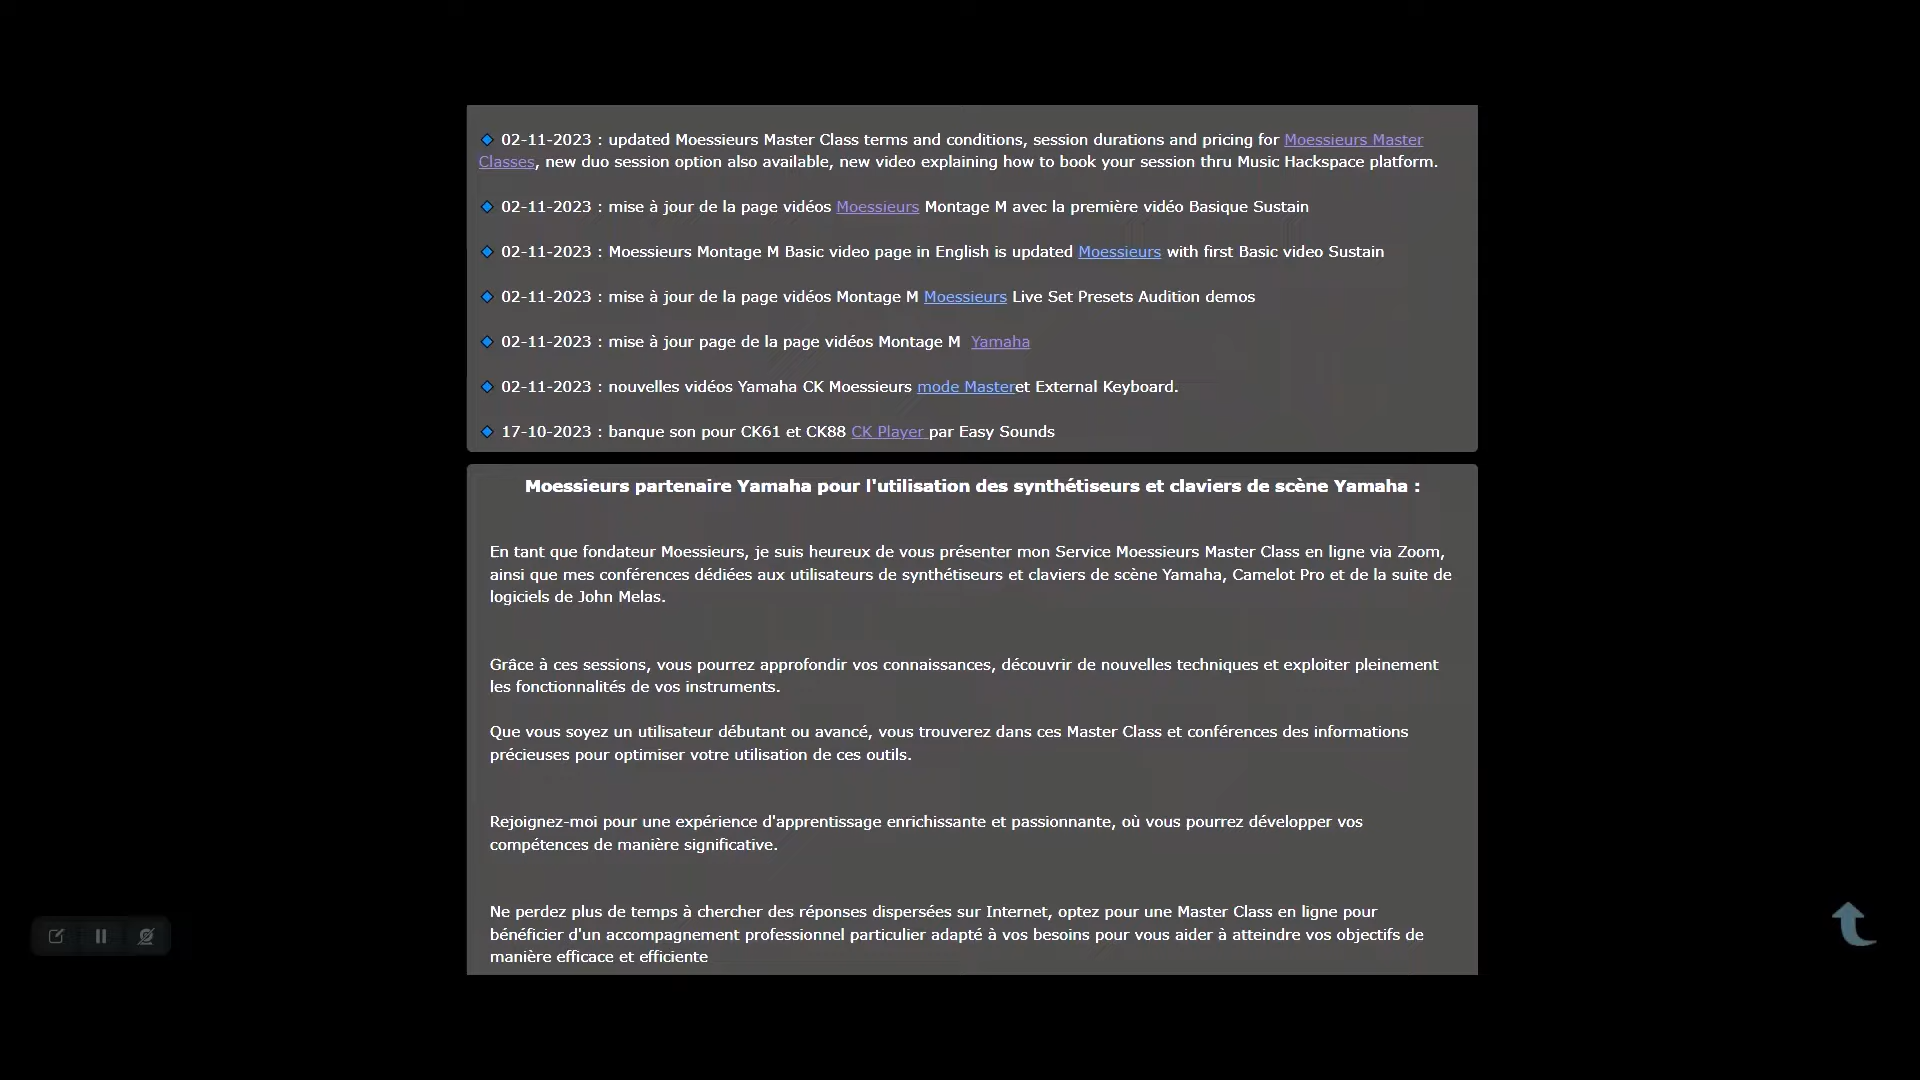 02-11-2023 : updated Moessieurs Master Class terms and conditions, session durations and pricing for Moessieurs Master
Classes, new duo session option also available, new video explaining how to book your session thru Music Hackspace platform.
02-11-2023 : mise à jour de la page vidéos Moessieurs Montage M avec la première vidéo Basique Sustain
02-11-2023 : Moessieurs Montage M Basic video page in English is updated Moessieurs with first Basic video Sustain
02-11-2023 : mise à jour de la page vidéos Montage M Moessieurs Live Set Presets Audition demos
02-11-2023 : mise à jour page de la page vidéos Montage M Yamaha
02-11-2023 : nouvelles vidéos Yamaha CK Moessieurs mode Masteret External Keyboard.
17-10-2023 : banque son pour CK61 et CK88 CK Player par Easy Sounds
Moessieurs partenaire Yamaha pour l'utilisation des synthétiseurs et claviers de scène Yamaha :
En tant que fondateur Moessieurs, je suis heureux de vous présenter mon Service Moessieurs Master Class en ligne via Zoom,
ainsi que mes conférences dédiées aux utilisateurs de synthétiseurs et claviers de scène Yamaha, Camelot Pro et de la suite de
logiciels de John Melas.
Grâce à ces sessions, vous pourrez approfondir vos connaissances, découvrir de nouvelles techniques et exploiter pleinement
les fonctionnalités de vos instruments.
Que vous soyez un utilisateur débutant ou avancé, vous trouverez dans ces Master Class et conférences des informations
précieuses pour optimiser votre utilisation de ces outils.
Rejoignez-moi pour une expérience d'apprentissage enrichissante et passionnante, où vous pourrez développer vos
compétences de manière significative.
Ne perdez plus de temps à chercher des réponses dispersées sur Internet, optez pour une Master Class en ligne pour
bénéficier d'un accompagnement professionnel particulier adapté à vos besoins pour vous aider à atteindre vos objectifs de
manière efficace et efficiente